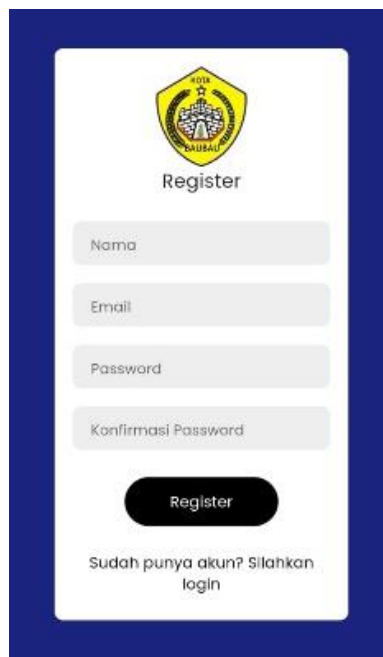 KOTA
BAUBAU
Register
Nama
Email
Password
Konfirmasi Password
Register
Sudah punya akun? Silahkan
login